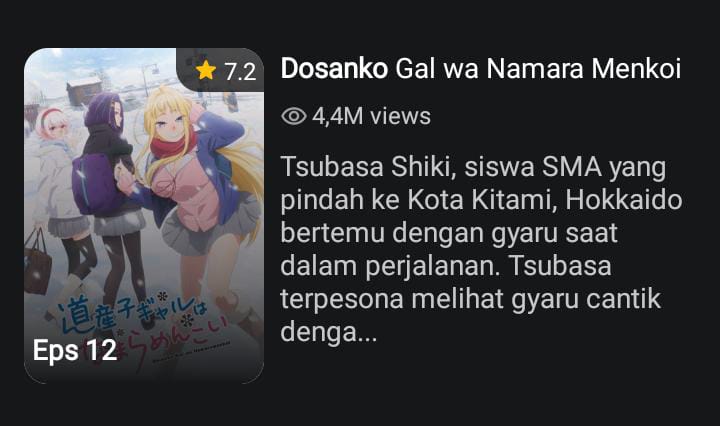 ★ 7.2
Dosanko Gal wa Namara Menkoi
4,4M views
Tsubasa Shiki, siswa SMA yang
pindah ke Kota Kitami, Hokkaido
bertemu dengan gyaru saat
dalam perjalanan. Tsubasa
terpesona melihat gyaru cantik
denga...
道産子ギャルは
なまらめんこい
Eps 12